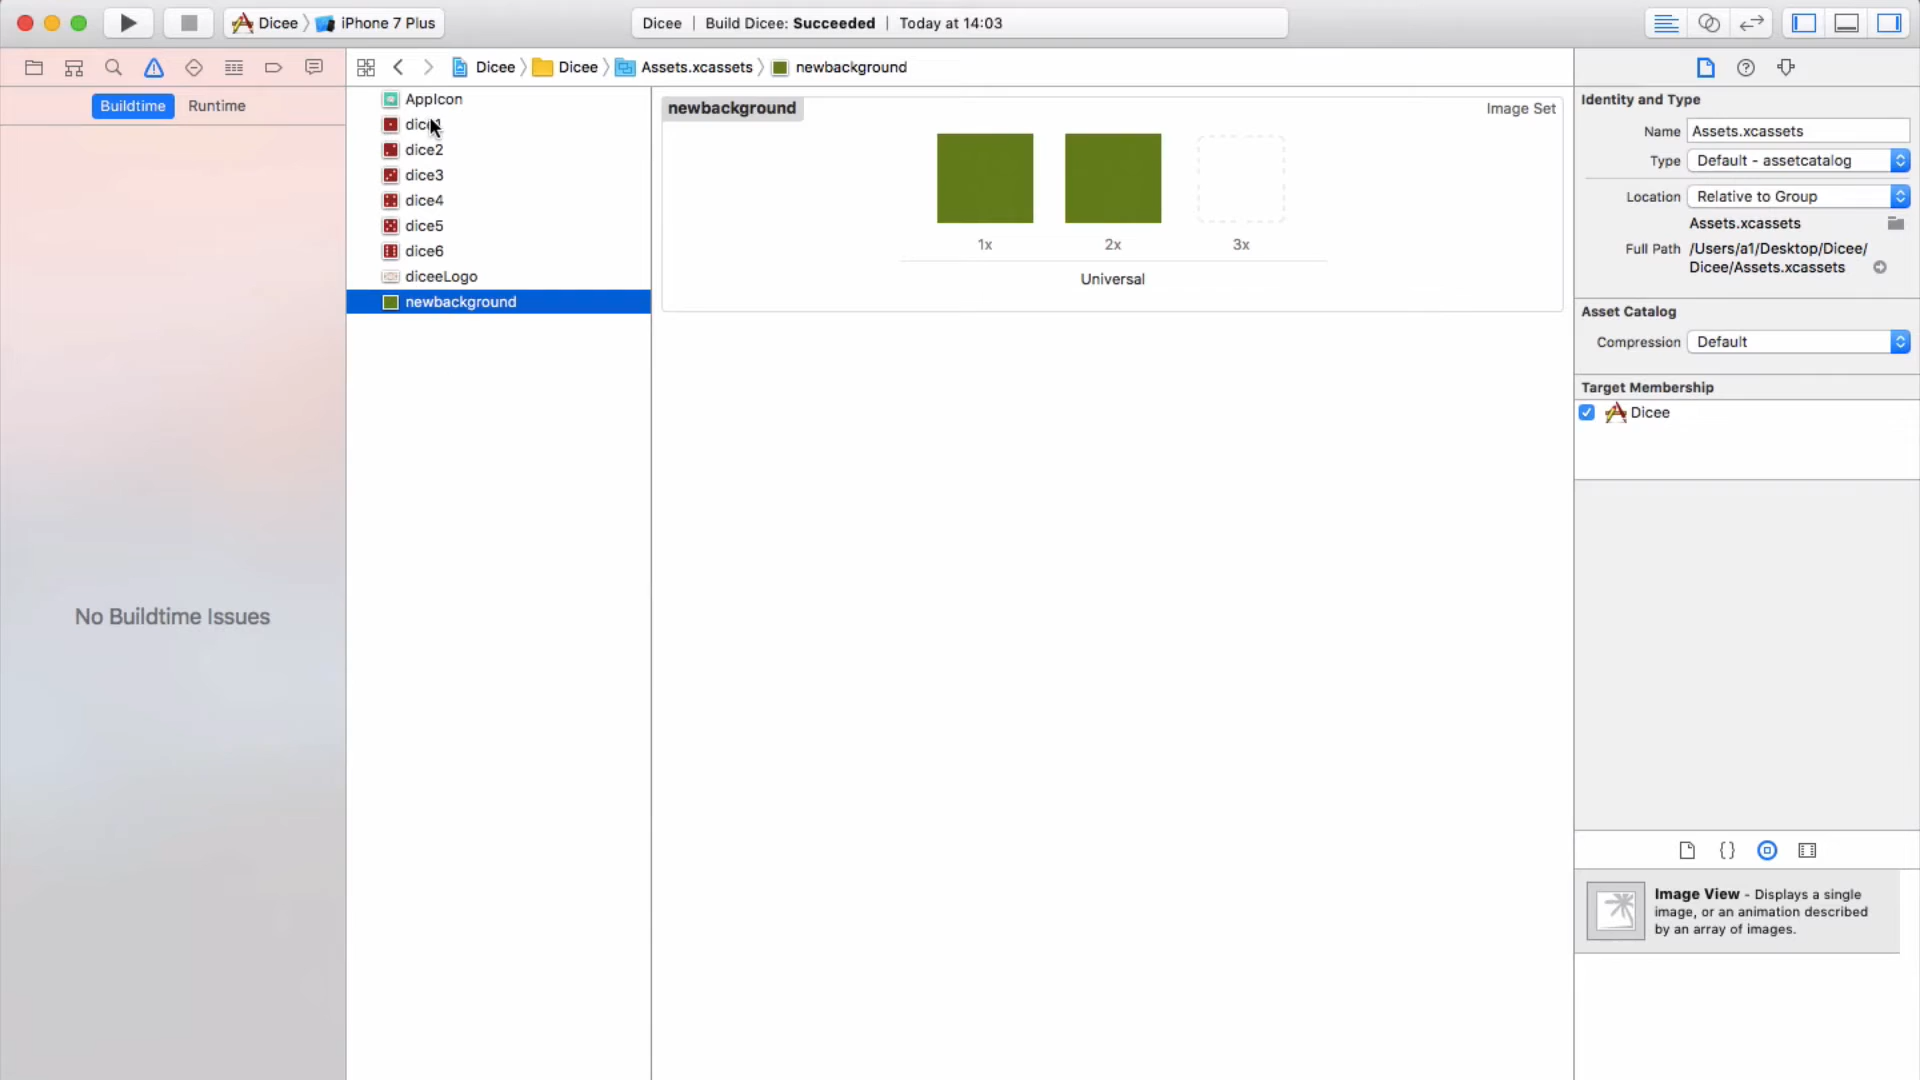 Dicee
iPhone 7 Plus
Dicee | Build Dicee: Succeeded | Today at 14:03
Dicee
Dicee
Assets.xcassets
newbackground
Buildtime
Runtime
No Buildtime Issues
AppIcon
dice1
dice2
dice3
dice4
dice5
dice6
diceeLogo
newbackground
newbackground
Image Set
1x
2x
3x
Universal
Identity and Type
Name Assets.xcassets
Type Default - assetcatalog
Location Relative to Group
Assets.xcassets
Full Path /Users/a1/Desktop/Dicee/
Dicee/Assets.xcassets
Asset Catalog
Compression Default
Target Membership
Dicee
{}
Image View - Displays a single
image, or an animation described
by an array of images.